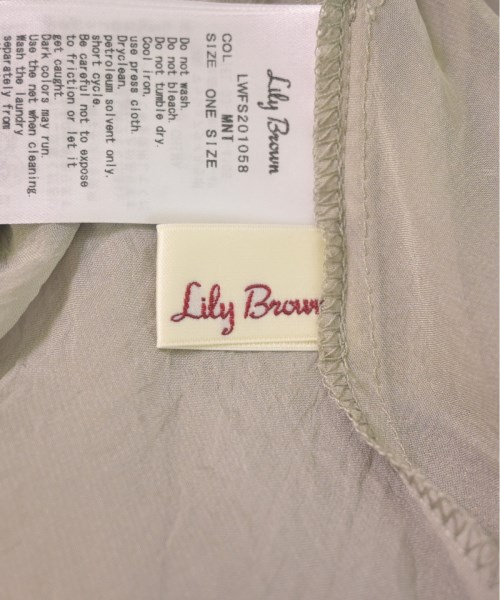 Lily Brown
LWFS201058
COL MNT
SIZE ONE SIZE
Do not wash.
Do not bleach.
Do not tumble dry.
Cool iron.
use press cloth.
Dryclean.
petroleum solvent only.
short cycle.
Be careful not to expose
to friction or let it
get caught.
Dark colors may run.
Use the net when cleaning.
Wash the laundry
separately from
Lily Brown